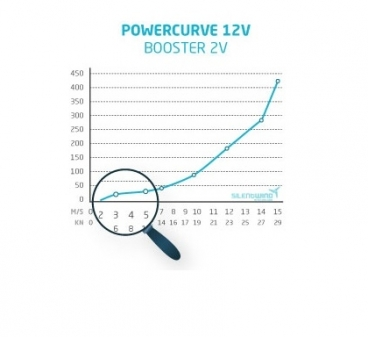 POWERCURVE 12V
BOOSTER 2V
450
400
350
300
250
200
150
100
50
0
M/S 0 2 3 4 5 7 8 9 10 11 12 13 14 15
KN 0 6 8 14 16 17 19 21 23 25 27 29
SILENTWIND